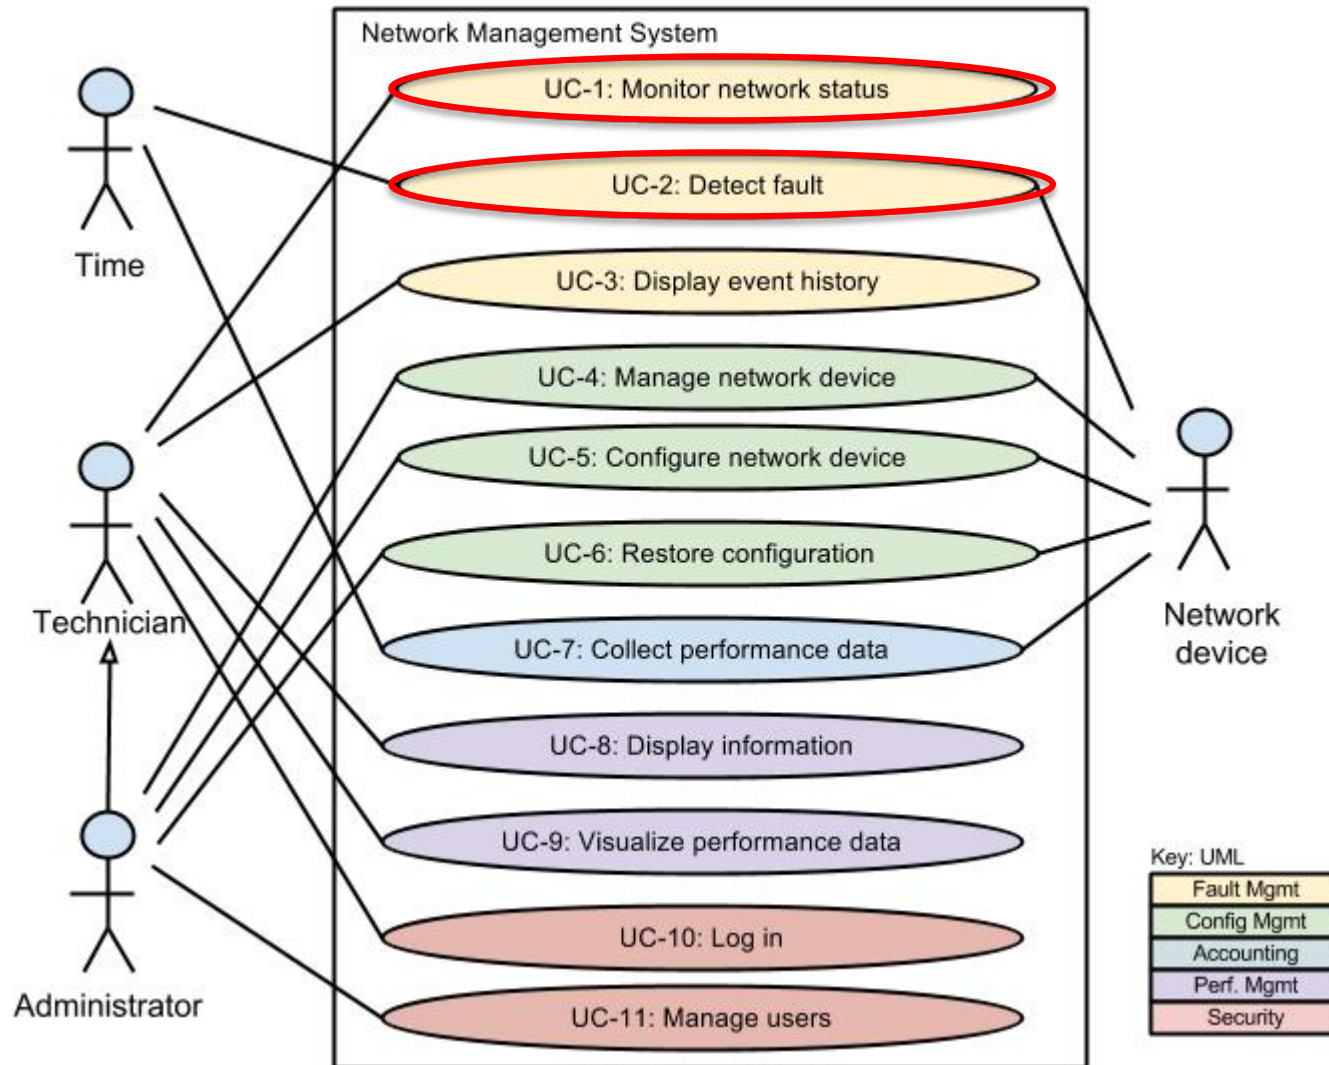 Network Management System
UC-1: Monitor network status
UC-2: Detect fault
Time
UC-3: Display event history
UC-4: Manage network device
UC-5: Configure network device
UC-6: Restore configuration
Technician
Network
device
UC-7: Collect performance data
UC-8: Display information
UC-9: Visualize performance data
Key: UML
Fault Mgmt
Config Mgmt
Accounting
Perf. Mgmt
Security
UC-10: Log in
Administrator
UC-11: Manage users